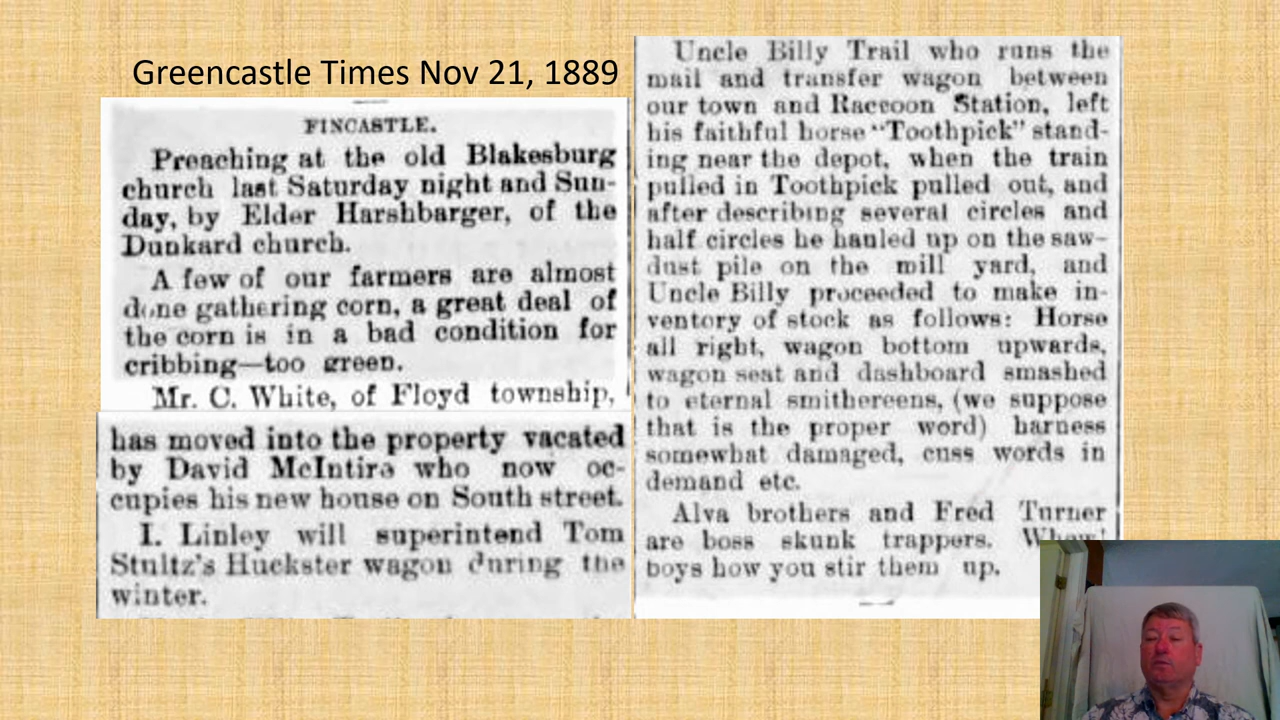 Greencastle Times Nov 21, 1889
FINCASTLE.
Preaching at the old Blakesburg
church last Saturday night and Sun-
day, by Elder Harshbarger, of the
Dunkard church.
A few of our farmers are almost
done gathering corn, a great deal of
the corn is in a bad condition for
cribbing—too green.
Mr. C. White, of Floyd township,
has moved into the property vacated
by David McIntire who now oc-
cupies his new house on South street.
I. Linley will superintend Tom
Stultz's Huckster wagon during the
winter.
Uncle Billy Trail who runs the
mail and transfer wagon between
our town and Raccoon Station, left
his faithful horse "Toothpick" stand-
ing near the depot, when the train
pulled in Toothpick pulled out, and
after describing several circles and
half circles he hauled up on the saw-
dust pile on the mill yard, and
Uncle Billy proceeded to make in-
ventory of stock as follows: Horse
all right, wagon bottom upwards,
wagon seat and dashboard smashed
to eternal smithereens, (we suppose
that is the proper word) harness
somewhat damaged, cuss words in
demand etc.
Alva brothers and Fred Turner
are boss skunk trappers. Whew!
boys how you stir them up.